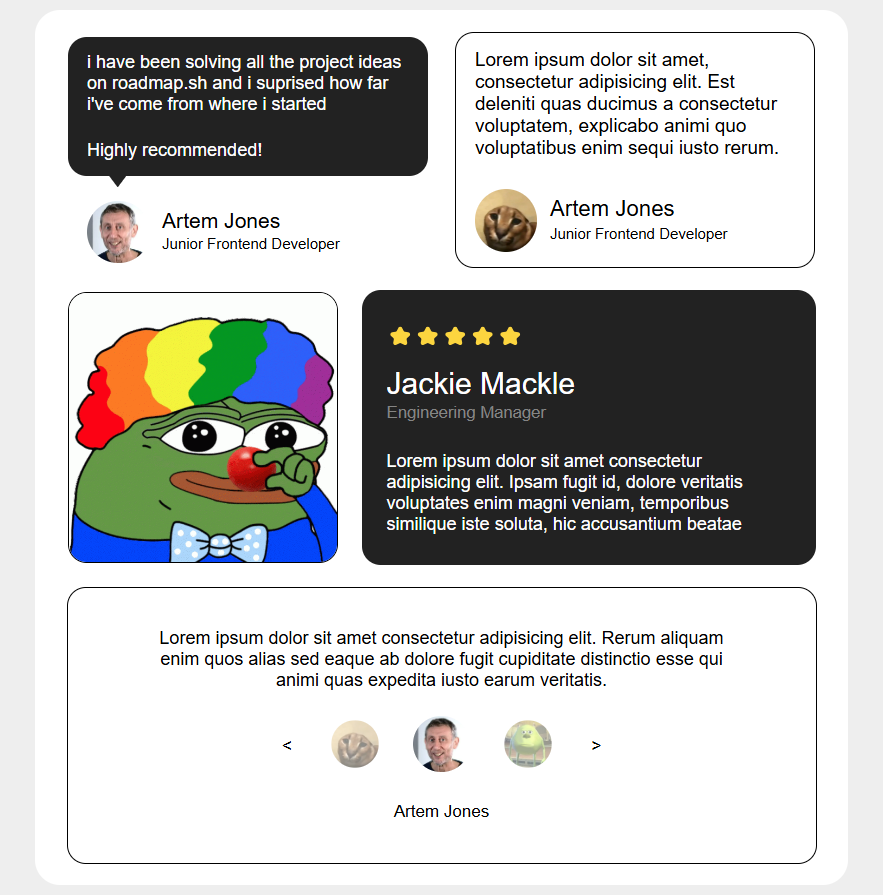 i have been solving all the project ideas
on roadmap.sh and i suprised how far
i've come from where i started
Highly recommended!
Artem Jones
Junior Frontend Developer
Lorem ipsum dolor sit amet,
consectetur adipisicing elit. Est
deleniti quas ducimus a consectetur
voluptatem, explicabo animi quo
voluptatibus enim sequi iusto rerum.
Artem Jones
Junior Frontend Developer
Jackie Mackle
Engineering Manager
Lorem ipsum dolor sit amet consectetur
adipisicing elit. Ipsam fugit id, dolore veritatis
voluptates enim magni veniam, temporibus
similique iste soluta, hic accusantium beatae
Lorem ipsum dolor sit amet consectetur adipisicing elit. Rerum aliquam
enim quos alias sed eaque ab dolore fugit cupiditate distinctio esse qui
animi quas expedita iusto earum veritatis.
< >
Artem Jones